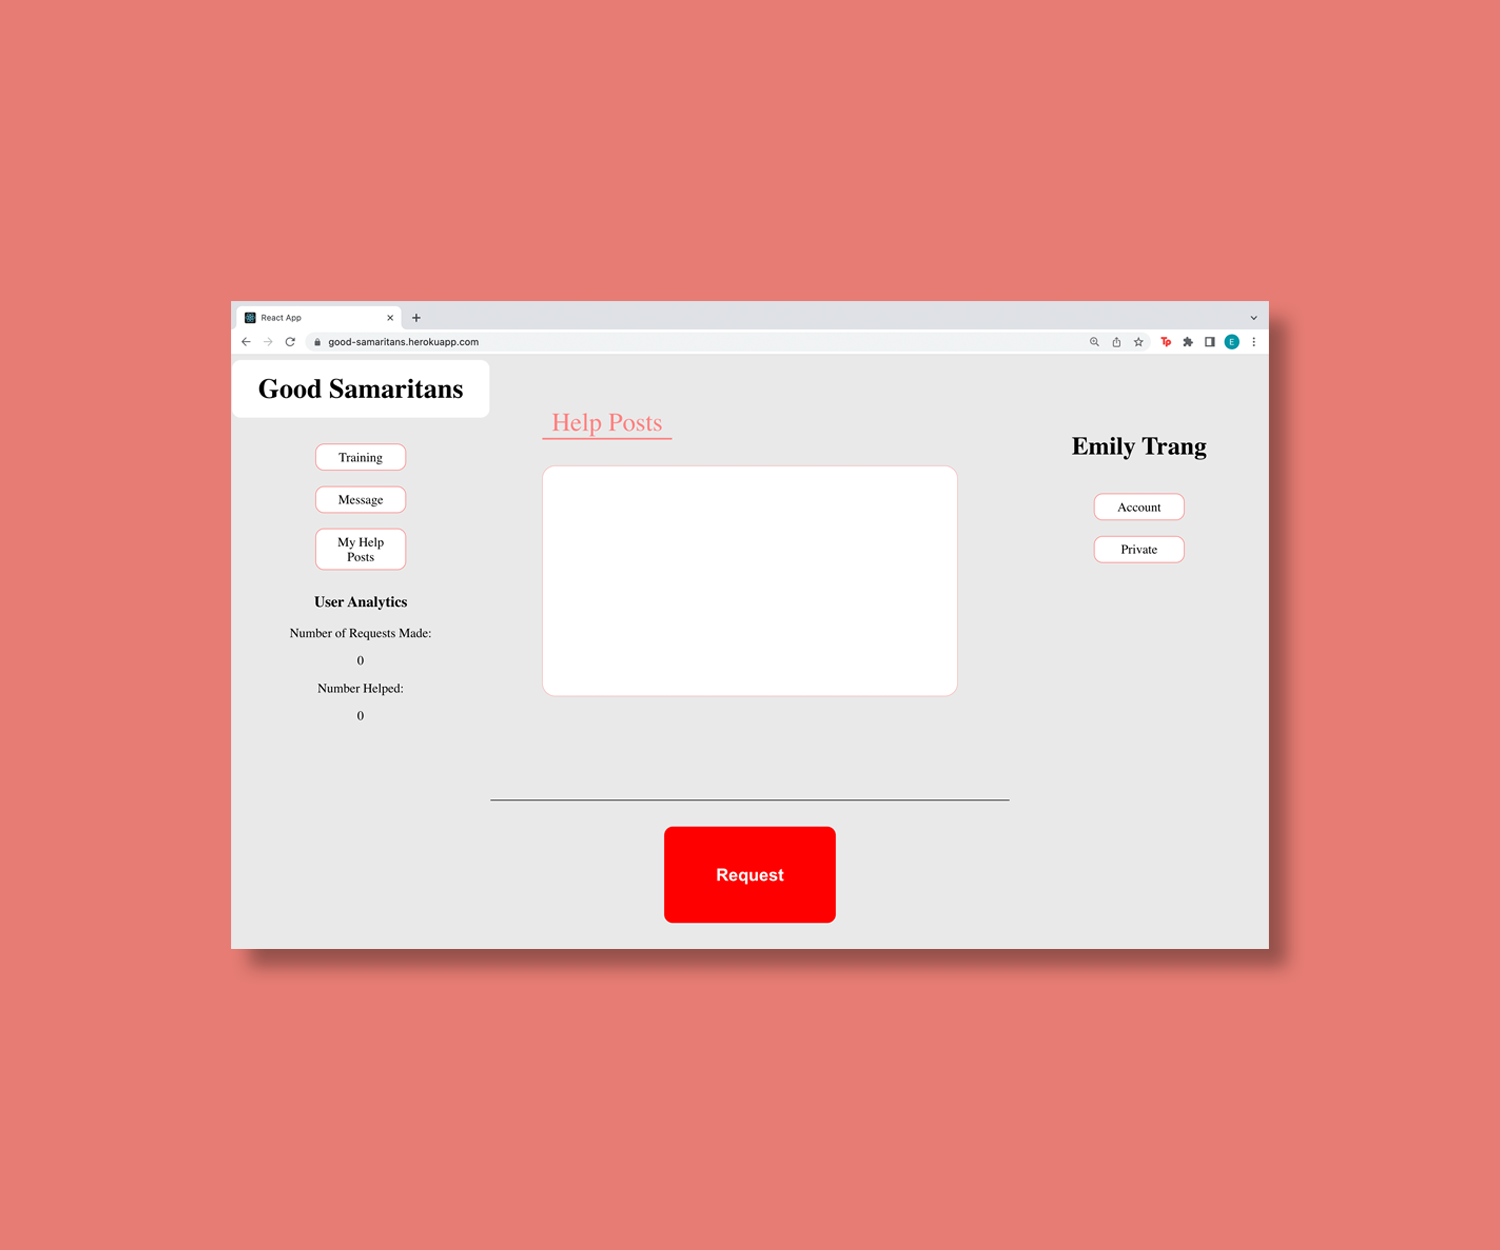 React App
good-samaritans.herokuapp.com
Tp
E
Good Samaritans
Training
Message
My Help
Posts
User Analytics
Number of Requests Made:
0
Number Helped:
0
Help Posts
Request
Emily Trang
Account
Private